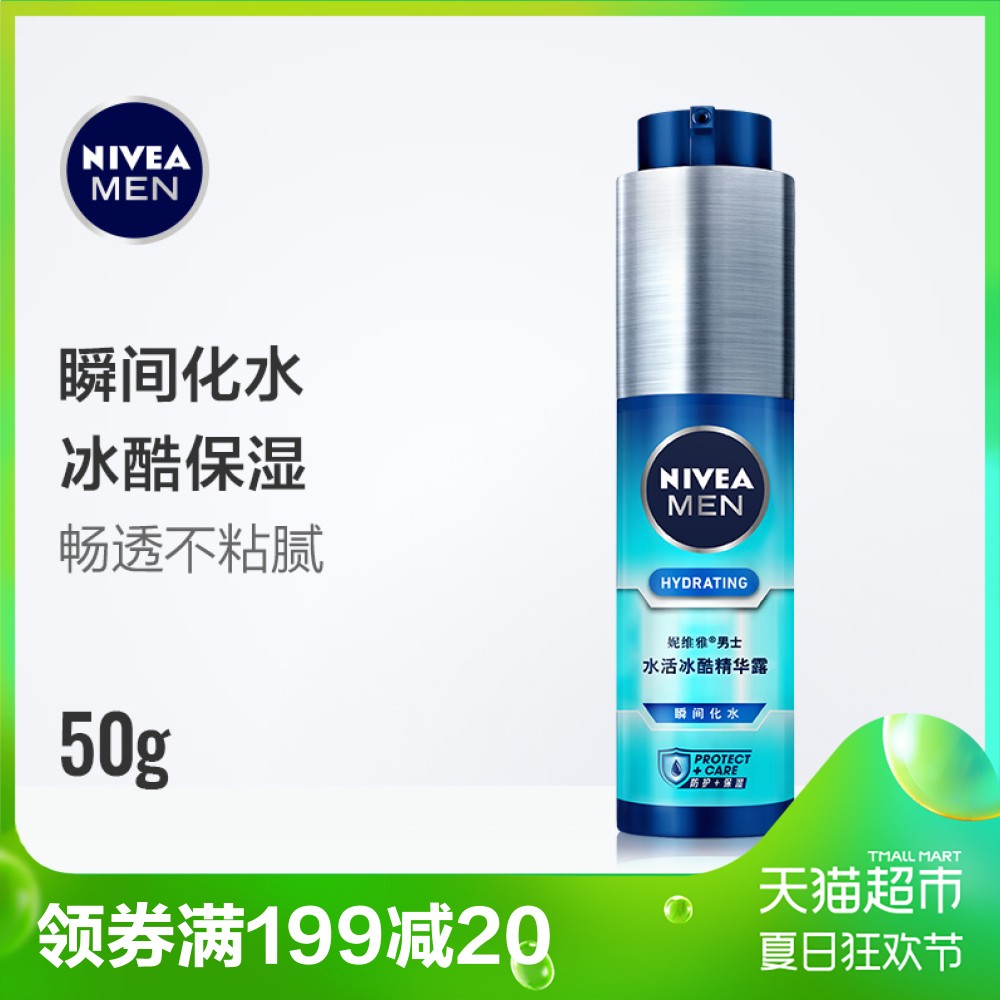 NIVEA
MEN
瞬间化水
冰酷保湿
畅透不粘腻
50g
NIVEA
MEN
HYDRATING
妮维雅®男士
水活冰酷精华露
瞬间化水
PROTECT
+ CARE
防护+保湿
领券满199减20
TMALL MART
天猫超市
夏日狂欢节